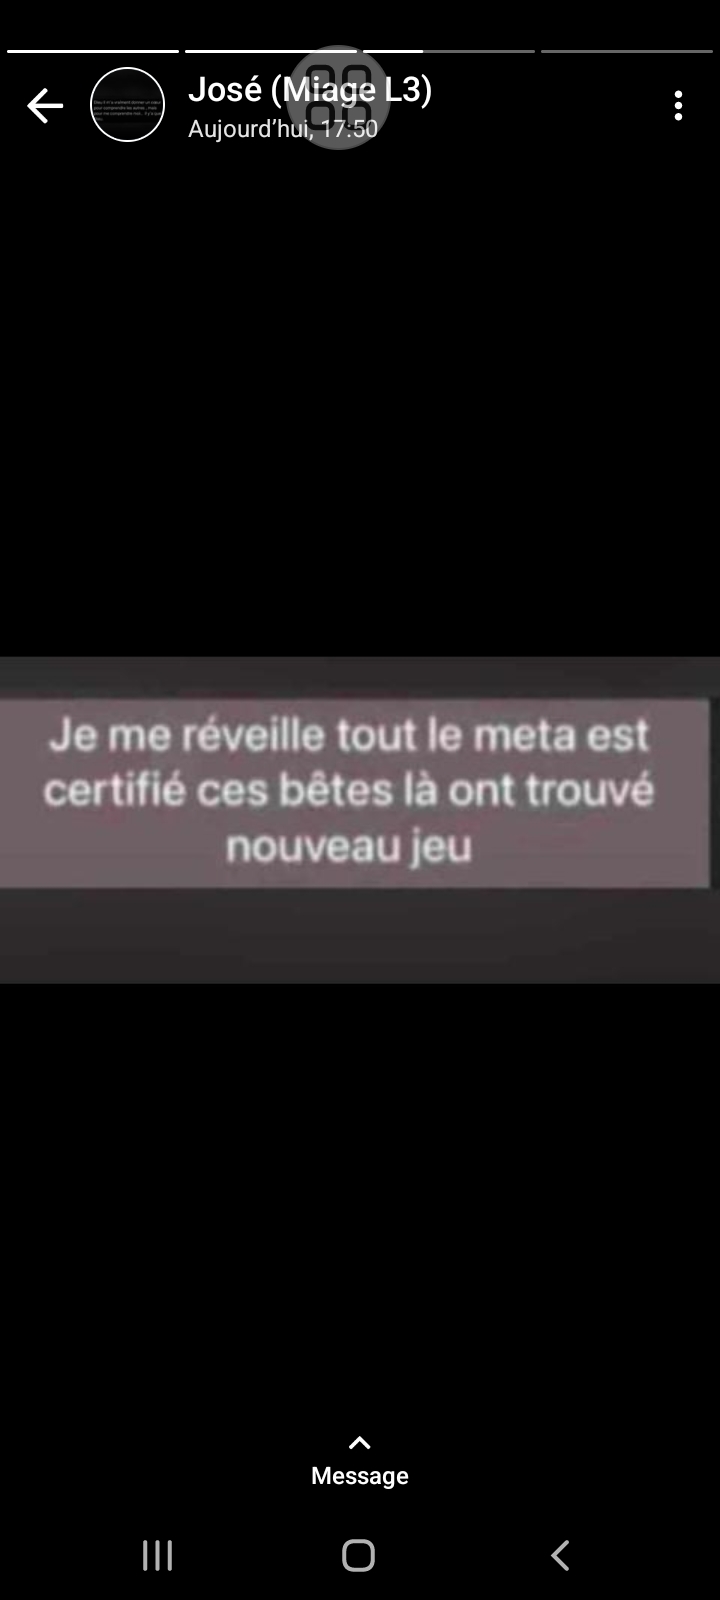 José (Miage L3)
Aujourd'hui, 17:50
Je me réveille tout le meta est
certifié ces bêtes là ont trouvé
nouveau jeu
Message